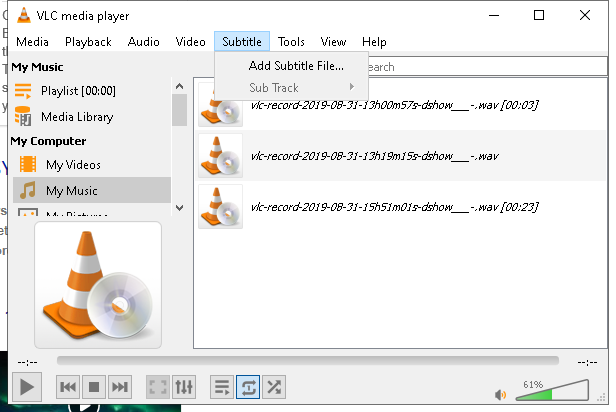 VLC media player
Media Playback Audio Video Subtitle Tools View Help
Add Subtitle File...
Sub Track
earch
My Music
Playlist [00:00]
Media Library
My Computer
My Videos
My Music
My Pictures
vlc-record-2019-08-31-13h00m57s-dshow___-.wav [00:03]
vlc-record-2019-08-31-13h19m15s-dshow___-.wav
vlc-record-2019-08-31-15h51m01s-dshow___-.wav [00:23]
--:-- --:--
61%